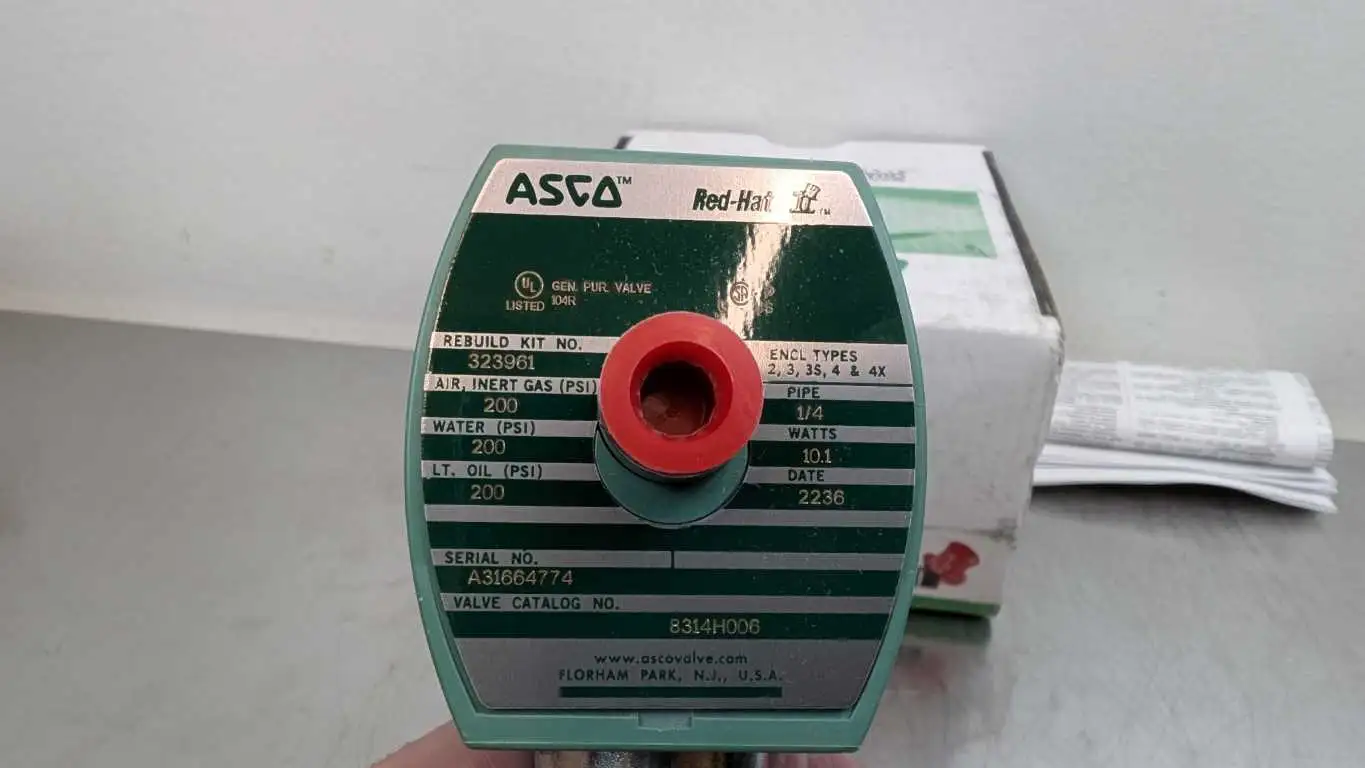 ASCO™
Red-Hat II™
UL
LISTED
GEN. PUR. VALVE
104R
REBUILD KIT NO.
323961
ENCL TYPES
2, 3, 3S, 4 & 4X
AIR, INERT GAS (PSI)
200
PIPE
1/4
WATER (PSI)
200
WATTS
10.1
LT. OIL (PSI)
200
DATE
2236
SERIAL NO.
A31664774
VALVE CATALOG NO.
8314H006
www.ascovalve.com
FLORHAM PARK, N.J., U.S.A.